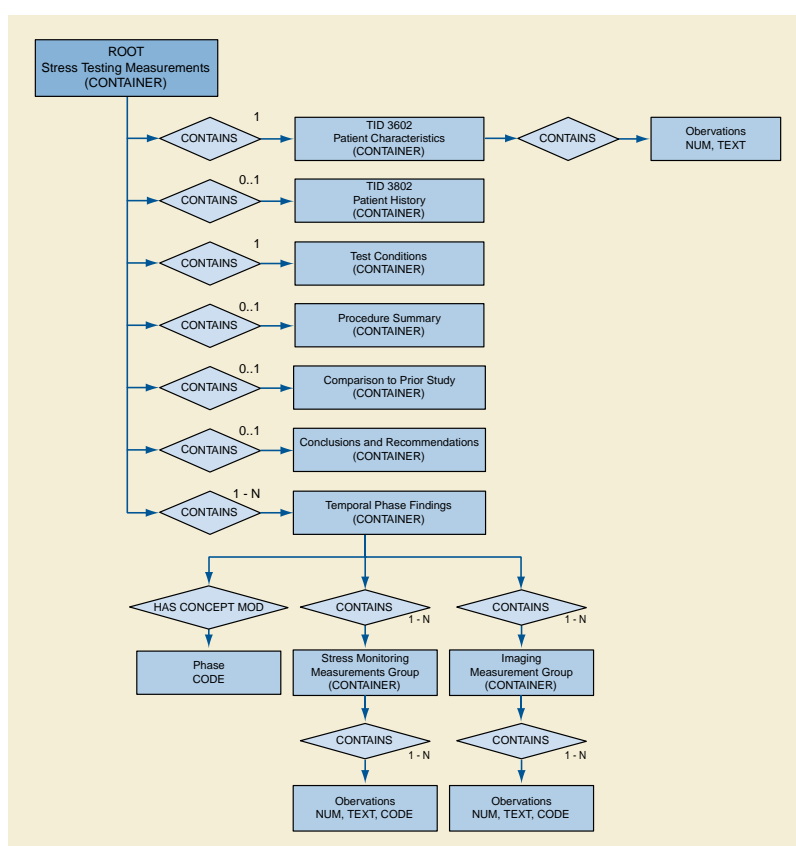 ROOT
Stress Testing Measurements
(CONTAINER)
1
CONTAINS
TID 3602
Patient Characteristics
(CONTAINER)
CONTAINS
Obervations
NUM, TEXT
0..1
CONTAINS
TID 3802
Patient History
(CONTAINER)
1
CONTAINS
Test Conditions
(CONTAINER)
0..1
CONTAINS
Procedure Summary
(CONTAINER)
0..1
CONTAINS
Comparison to Prior Study
(CONTAINER)
0..1
CONTAINS
Conclusions and Recommendations
(CONTAINER)
1 - N
CONTAINS
Temporal Phase Findings
(CONTAINER)
HAS CONCEPT MOD
CONTAINS
1 - N
CONTAINS
1 - N
Phase
CODE
Stress Monitoring
Measurements Group
(CONTAINER)
Imaging
Measurement Group
(CONTAINER)
CONTAINS
1 - N
CONTAINS
1 - N
Obervations
NUM, TEXT, CODE
Obervations
NUM, TEXT, CODE